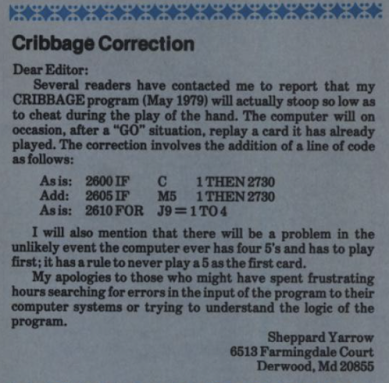 Cribbage Correction
Dear Editor:
Several readers have contacted me to report that my
CRIBBAGE program (May 1979) will actually stoop so low as
to cheat during the play of the hand. The computer will on
occasion, after a "GO" situation, replay a card it has already
played. The correction involves the addition of a line of code
as follows:
As is: 2600 IF C 1 THEN 2730
Add: 2605 IF M5 1 THEN 2730
As is: 2610 FOR J9 = 1 TO 4
I will also mention that there will be a problem in the
unlikely event the computer ever has four 5's and has to play
first; it has a rule to never play a 5 as the first card.
My apologies to those who might have spent frustrating
hours searching for errors in the input of the program to their
computer systems or trying to understand the logic of the
program.
Sheppard Yarrow
6513 Farmingdale Court
Derwood, Md 20855